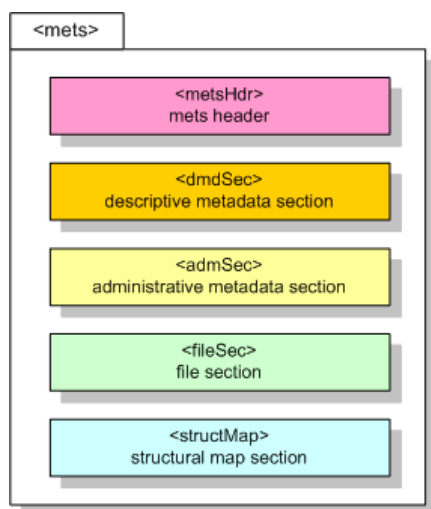 <mets>
<metsHdr>
mets header
<dmdSec>
descriptive metadata section
<admSec>
administrative metadata section
<fileSec>
file section
<structMap>
structural map section